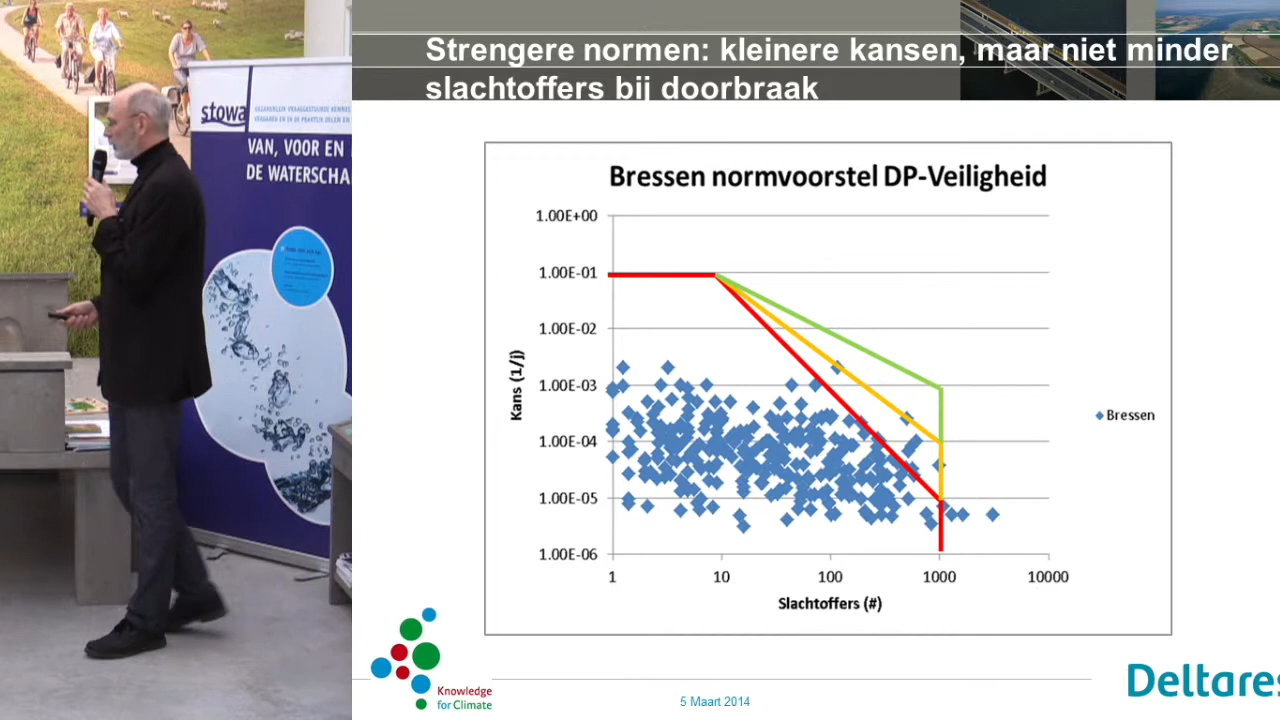 Strengere normen: kleinere kansen, maar niet minder
slachtoffers bij doorbraak
stowa
VAN, VOOR EN
DE WATERSCHA
Bressen normvoorstel DP-Veiligheid
1.00E+00
1.00E-01
1.00E-02
1.00E-03
1.00E-04
1.00E-05
1.00E-06
Kans (1/j)
1
10
100
1000
10000
Slachtoffers (#)
Bressen
Knowledge
for Climate
5 Maart 2014
Deltares